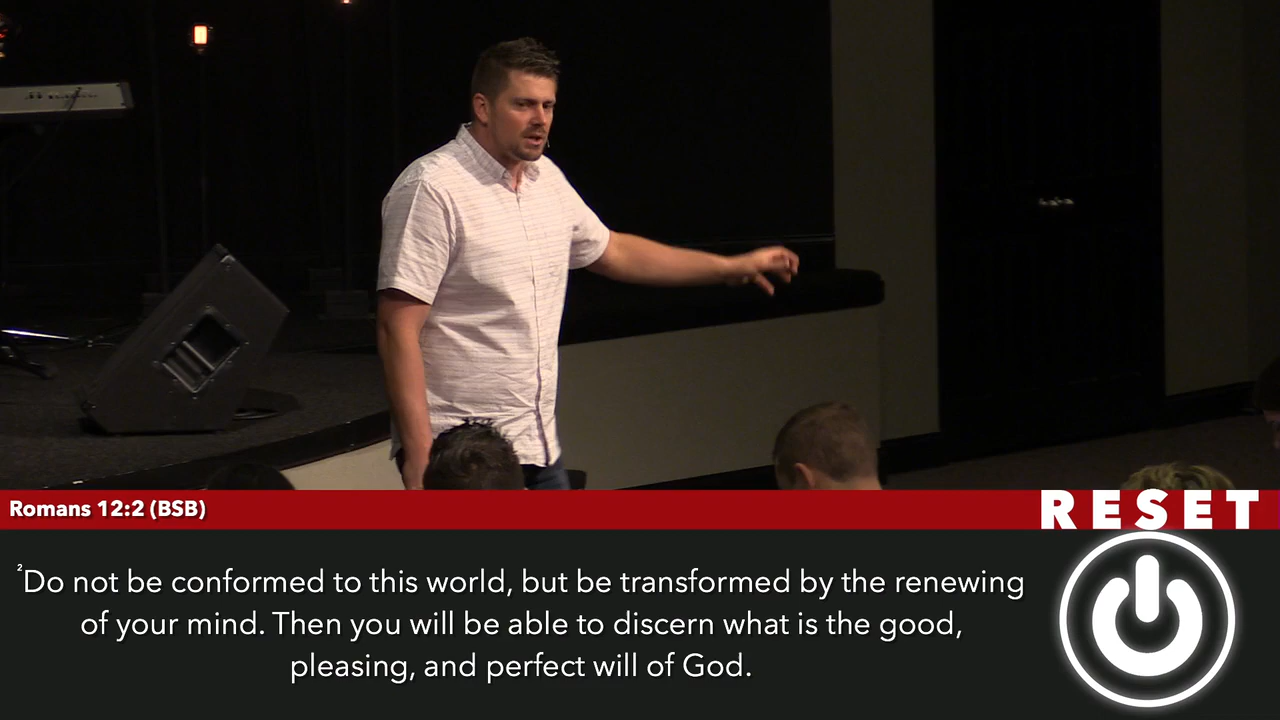 Romans 12:2 (BSB)
RESET
²Do not be conformed to this world, but be transformed by the renewing
of your mind. Then you will be able to discern what is the good,
pleasing, and perfect will of God.